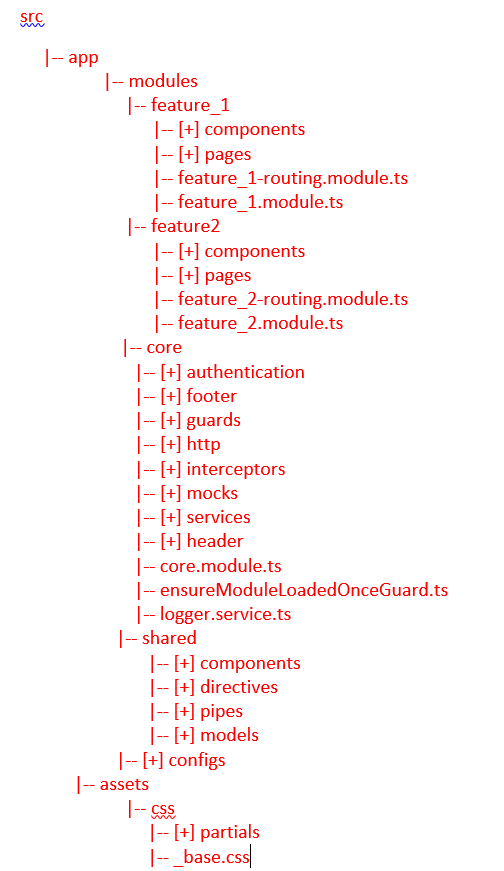 src
|-- app
|-- modules
|-- feature_1
|-- [+] components
|-- [+] pages
|-- feature_1-routing.module.ts
|-- feature_1.module.ts
|-- feature2
|-- [+] components
|-- [+] pages
|-- feature_2-routing.module.ts
|-- feature_2.module.ts
|-- core
|-- [+] authentication
|-- [+] footer
|-- [+] guards
|-- [+] http
|-- [+] interceptors
|-- [+] mocks
|-- [+] services
|-- [+] header
|-- core.module.ts
|-- ensureModuleLoadedOnceGuard.ts
|-- logger.service.ts
|-- shared
|-- [+] components
|-- [+] directives
|-- [+] pipes
|-- [+] models
|-- [+] configs
|-- assets
|-- css
|-- [+] partials
|-- _base.css